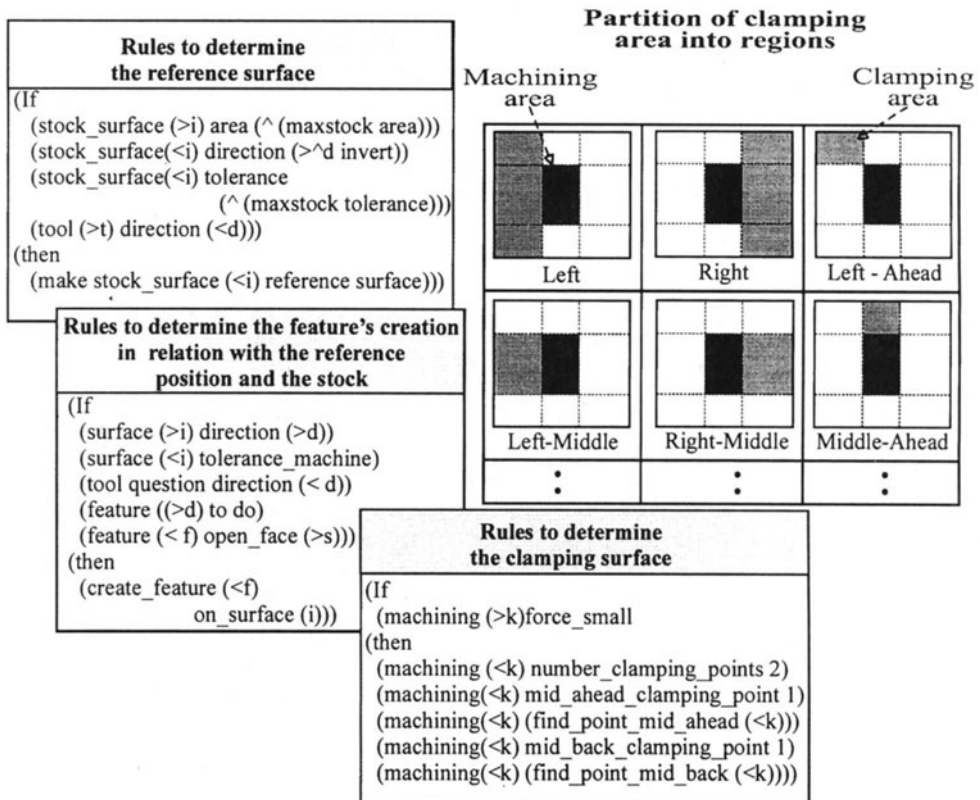 Rules to determine
the reference surface
(If
(stock_surface (>i) area (^ (maxstock area)))
(stock_surface(<i) direction (>^d invert))
(stock_surface(<i) tolerance
(^ (maxstock tolerance)))
(tool (>t) direction (<d)))
(then
(make stock_surface (<i) reference surface)))
Partition of clamping
area into regions
Machining
area
Clamping
area
Left
Right
Left - Ahead
Left-Middle
Right-Middle
Middle-Ahead
Rules to determine the feature's creation
in relation with the reference
position and the stock
(If
(surface (>i) direction (>d))
(surface (<i) tolerance_machine)
(tool question direction (< d))
(feature ((>d) to do)
(feature (< f) open_face (>s)))
(then
(create_feature (<f)
on_surface (i)))
Rules to determine
the clamping surface
(If
(machining (>k)force_small
(then
(machining (<k) number_clamping_points 2)
(machining(<k) mid_ahead_clamping_point 1)
(machining(<k) (find_point_mid_ahead (<k)))
(machining(<k) mid_back_clamping_point 1)
(machining(<k) (find_point_mid_back (<k))))